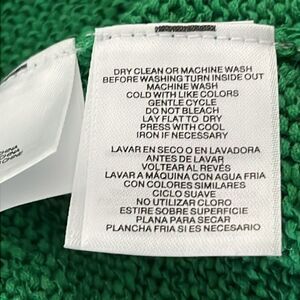 DRY CLEAN OR MACHINE WASH
BEFORE WASHING TURN INSIDE OUT
MACHINE WASH
COLD WITH LIKE COLORS
GENTLE CYCLE
DO NOT BLEACH
LAY FLAT TO DRY
PRESS WITH COOL
IRON IF NECESSARY
LAVAR EN SECO O EN LAVADORA
ANTES DE LAVAR
VOLTEAR AL REVÉS
LAVAR A MÁQUINA CON AGUA FRIA
CON COLORES SIMILARES
CICLO SUAVE
NO UTILIZAR CLORO
ESTIRE SOBRE SUPERFICIE
PLANA PARA SECAR
PLANCHA FRIA SI ES NECESARIO